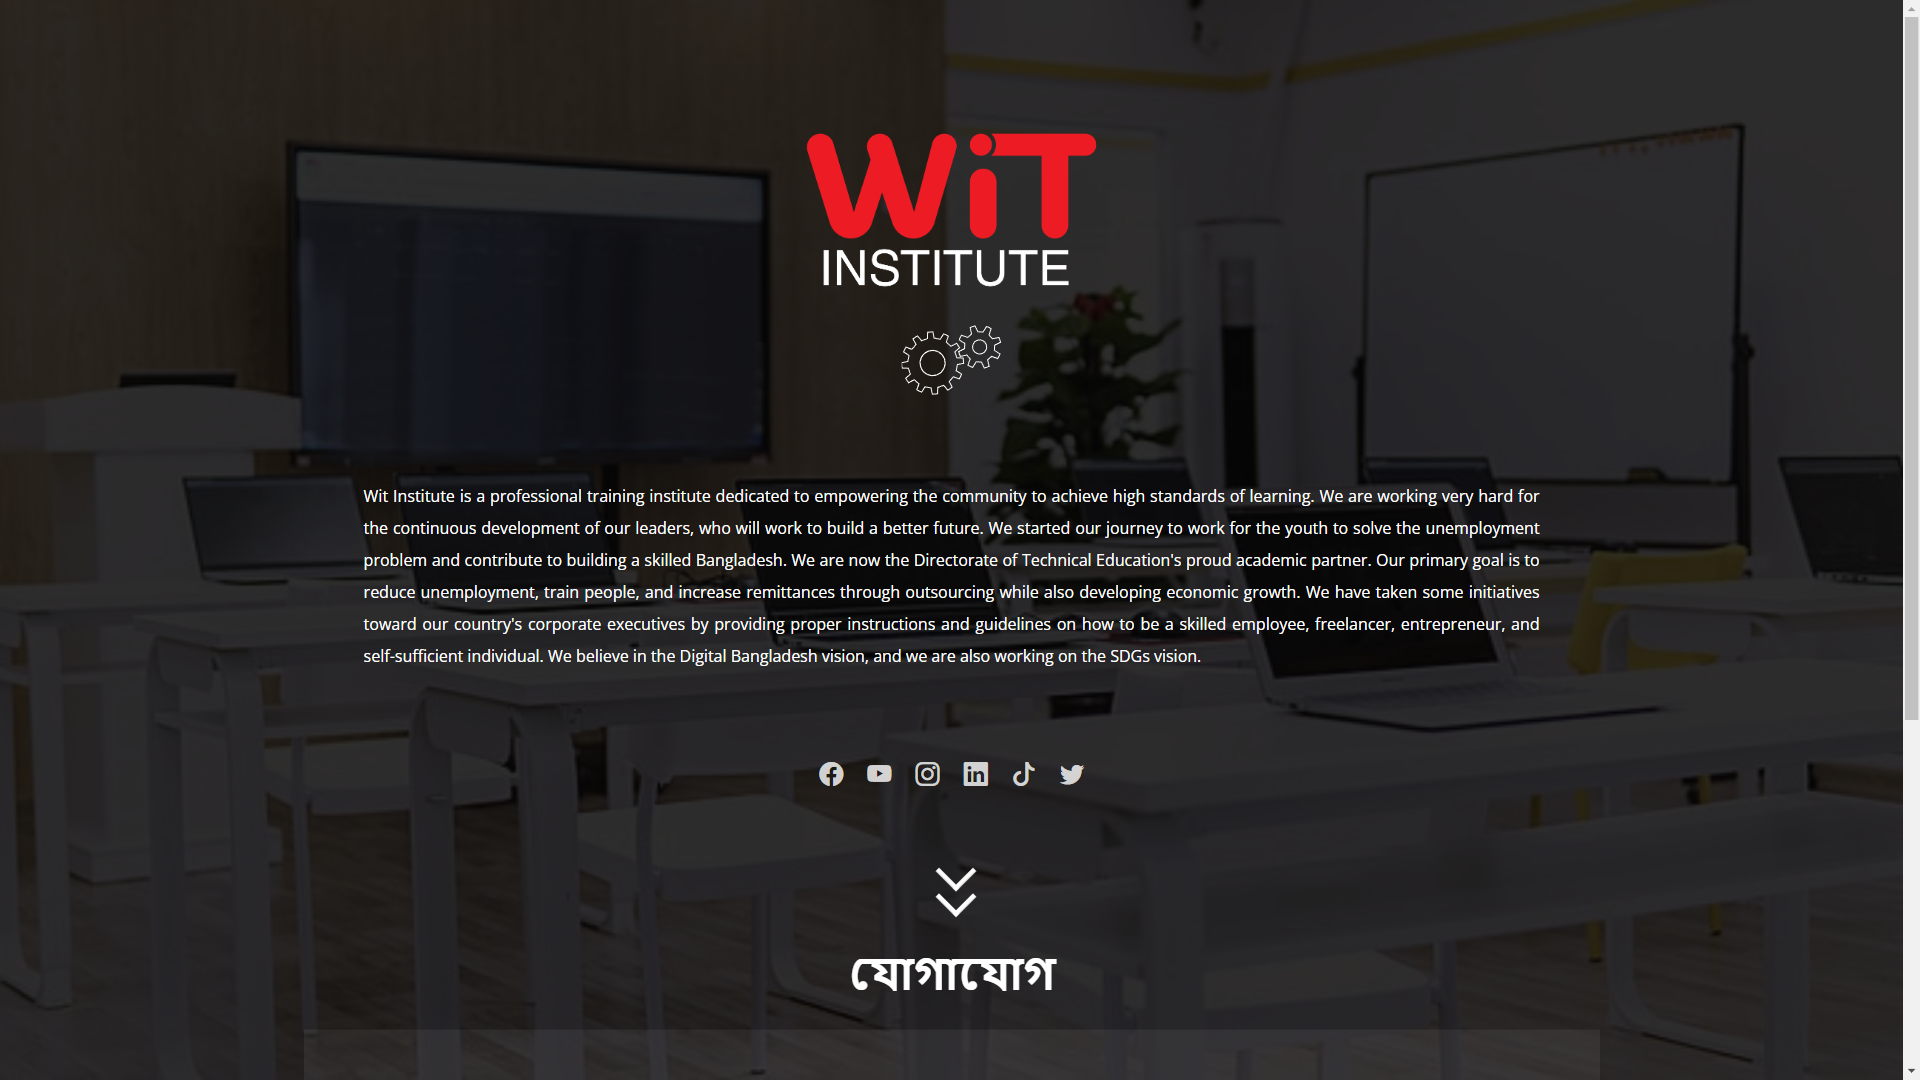 WiT
INSTITUTE
Wit Institute is a professional training institute dedicated to empowering the community to achieve high standards of learning. We are working very hard for
the continuous development of our leaders, who will work to build a better future. We started our journey to work for the youth to solve the unemployment
problem and contribute to building a skilled Bangladesh. We are now the Directorate of Technical Education's proud academic partner. Our primary goal is to
reduce unemployment, train people, and increase remittances through outsourcing while also developing economic growth. We have taken some initiatives
toward our country's corporate executives by providing proper instructions and guidelines on how to be a skilled employee, freelancer, entrepreneur, and
self-sufficient individual. We believe in the Digital Bangladesh vision, and we are also working on the SDGs vision.
যোগাযোগ